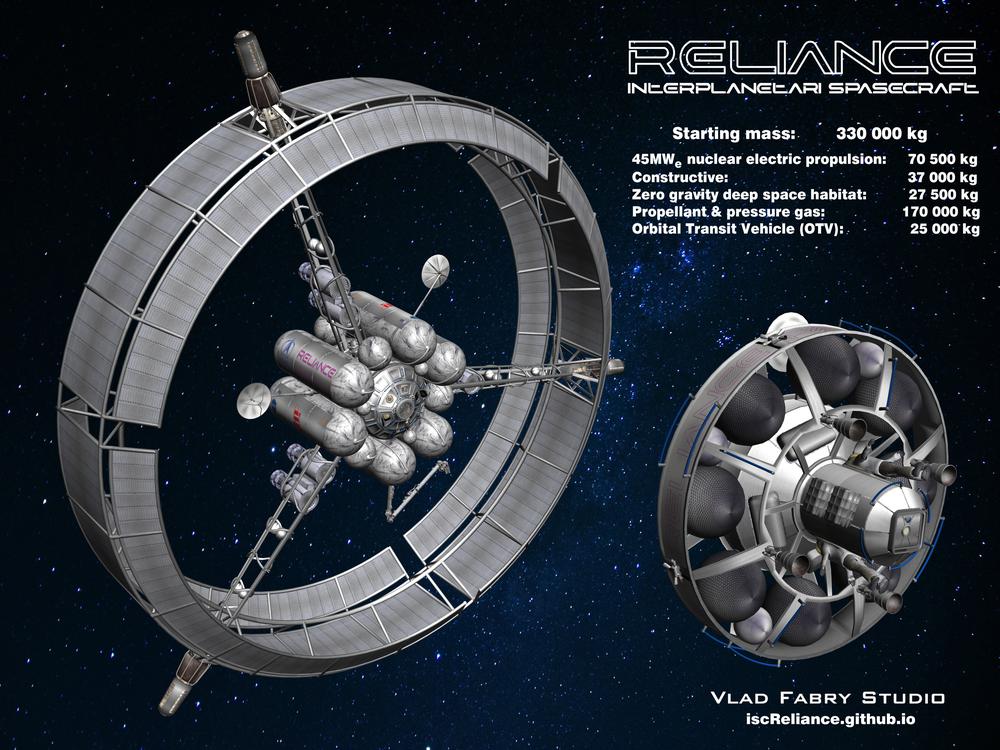 RELIANCE
INTERPLANETARI SPASECRAFT
Starting mass: 330 000 kg
45MWe nuclear electric propulsion: 70 500 kg
Constructive: 37 000 kg
Zero gravity deep space habitat: 27 500 kg
Propellant & pressure gas: 170 000 kg
Orbital Transit Vehicle (OTV): 25 000 kg
RELIANCE
VLAD FABRY STUDIO
iscReliance.github.io